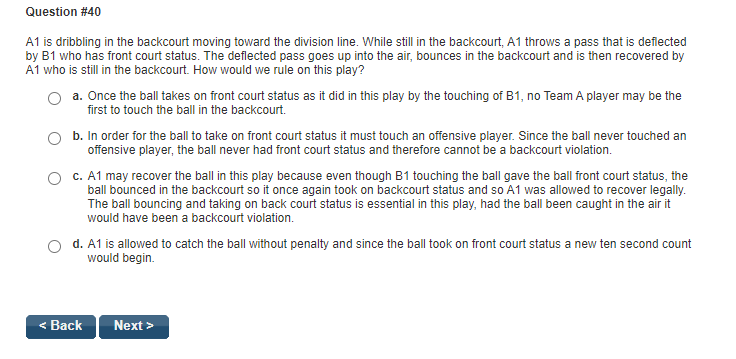 Question #40
A1 is dribbling in the backcourt moving toward the division line. While still in the backcourt, A1 throws a pass that is deflected
by B1 who has front court status. The deflected pass goes up into the air, bounces in the backcourt and is then recovered by
A1 who is still in the backcourt. How would we rule on this play?
a. Once the ball takes on front court status as it did in this play by the touching of B1, no Team A player may be the
first to touch the ball in the backcourt.
b. In order for the ball to take on front court status it must touch an offensive player. Since the ball never touched an
offensive player, the ball never had front court status and therefore cannot be a backcourt violation.
c. A1 may recover the ball in this play because even though B1 touching the ball gave the ball front court status, the
ball bounced in the backcourt so it once again took on backcourt status and so A1 was allowed to recover legally.
The ball bouncing and taking on back court status is essential in this play, had the ball been caught in the air it
would have been a backcourt violation.
d. A1 is allowed to catch the ball without penalty and since the ball took on front court status a new ten second count
would begin.
< Back Next >